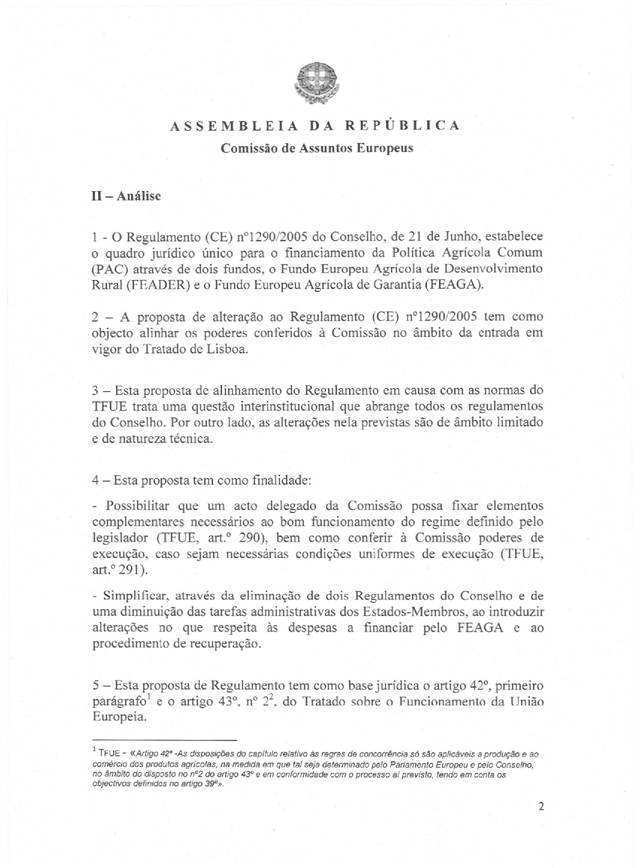 ASSEMBLEIA DA REPÚBLICA
Comissão de Assuntos Europeus
II – Análise
1 - O Regulamento (CE) nº1290/2005 do Conselho, de 21 de Junho, estabelece
o quadro jurídico único para o financiamento da Política Agrícola Comum
(PAC) através de dois fundos, o Fundo Europeu Agrícola de Desenvolvimento
Rural (FEADER) e o Fundo Europeu Agrícola de Garantia (FEAGA).
2 – A proposta de alteração ao Regulamento (CE) nº1290/2005 tem como
objecto alinhar os poderes conferidos à Comissão no âmbito da entrada em
vigor do Tratado de Lisboa.
3 – Esta proposta de alinhamento do Regulamento em causa com as normas do
TFUE trata uma questão interinstitucional que abrange todos os regulamentos
do Conselho. Por outro lado, as alterações nela previstas são de âmbito limitado
e de natureza técnica.
4 – Esta proposta tem como finalidade:
- Possibilitar que um acto delegado da Comissão possa fixar elementos
complementares necessários ao bom funcionamento do regime definido pelo
legislador (TFUE, art.º 290), bem como conferir à Comissão poderes de
execução, caso sejam necessárias condições uniformes de execução (TFUE,
art.º 291).
- Simplificar, através da eliminação de dois Regulamentos do Conselho e de
uma diminuição das tarefas administrativas dos Estados-Membros, ao introduzir
alterações no que respeita às despesas a financiar pelo FEAGA e ao
procedimento de recuperação.
5 – Esta proposta de Regulamento tem como base jurídica o artigo 42º, primeiro
parágrafo¹ e o artigo 43º, nº 2², do Tratado sobre o Funcionamento da União
Europeia.
¹ TFUE - «Artigo 42º -As disposições do capítulo relativo às regras de concorrência só são aplicáveis a produção e ao
comércio dos produtos agrícolas, na medida em que tal seja determinado pelo Parlamento Europeu e pelo Conselho,
no âmbito do disposto no nº2 do artigo 43º e em conformidade com o processo aí previsto, tendo em conta os
objectivos definidos no artigo 39º».
2